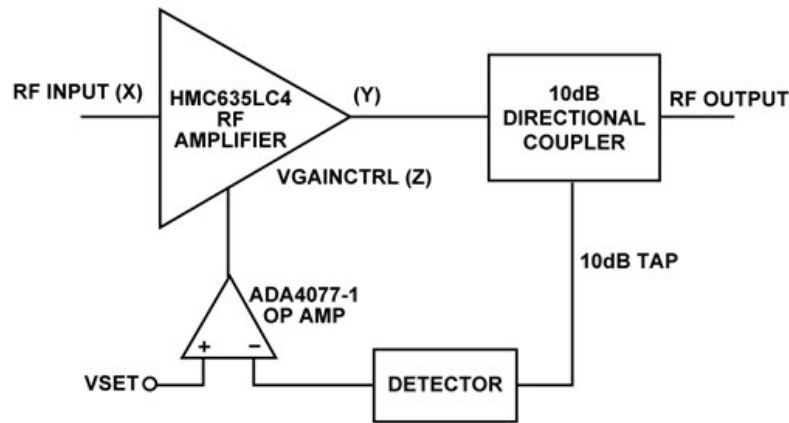 RF INPUT (X)
HMC635LC4
RF
AMPLIFIER
(Y)
10dB
DIRECTIONAL
COUPLER
RF OUTPUT
VGAINCTRL (Z)
10dB TAP
ADA4077-1
OP AMP
+ −
VSET
DETECTOR